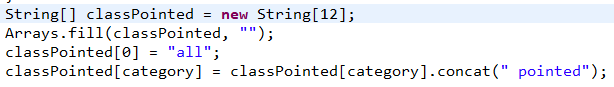 String[] classPointed = new String[12];
Arrays.fill(classPointed, "");
classPointed[0] = "all";
classPointed[category] = classPointed[category].concat(" pointed");